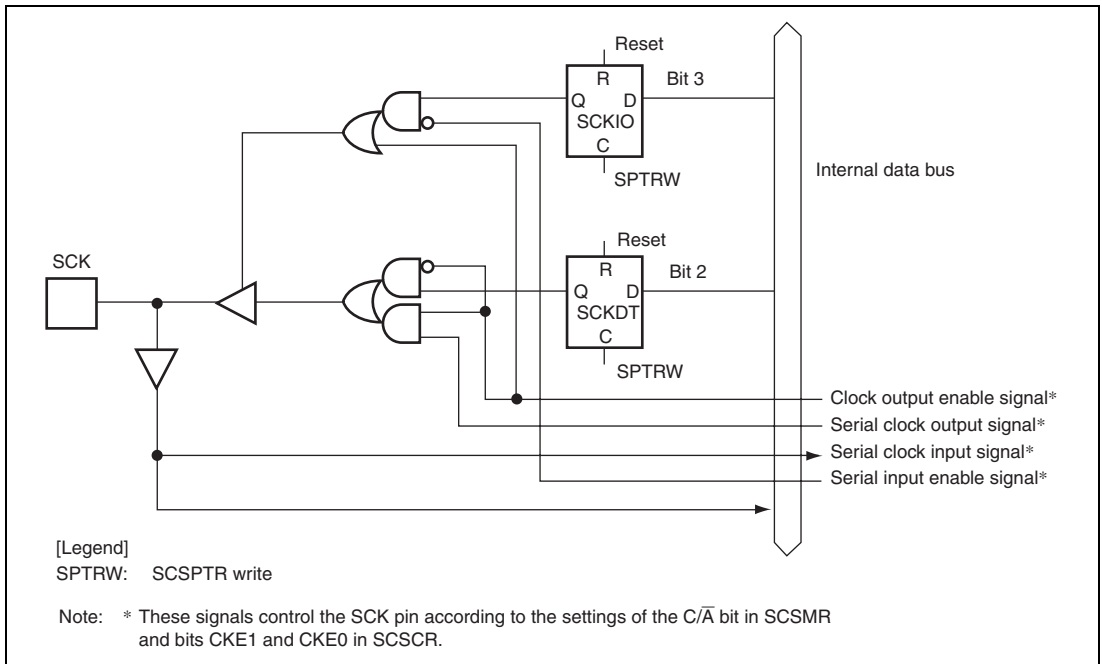 Reset
R
Bit 3
Q D
SCKIO
C
SPTRW
Internal data bus
Reset
R
Bit 2
Q D
SCKDT
C
SPTRW
SCK
Clock output enable signal*
Serial clock output signal*
Serial clock input signal*
Serial input enable signal*
[Legend]
SPTRW: SCSPTR write
Note: * These signals control the SCK pin according to the settings of the C/A̅ bit in SCSMR
and bits CKE1 and CKE0 in SCSCR.